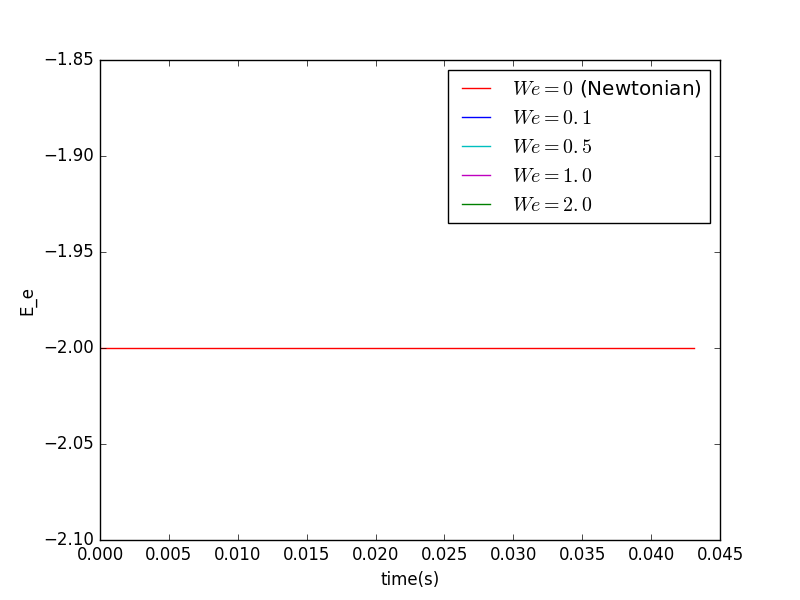 −1.85
−1.90
−1.95
−2.00
−2.05
−2.10
E_e
We = 0 (Newtonian)
We = 0.1
We = 0.5
We = 1.0
We = 2.0
0.000 0.005 0.010 0.015 0.020 0.025 0.030 0.035 0.040 0.045
time(s)